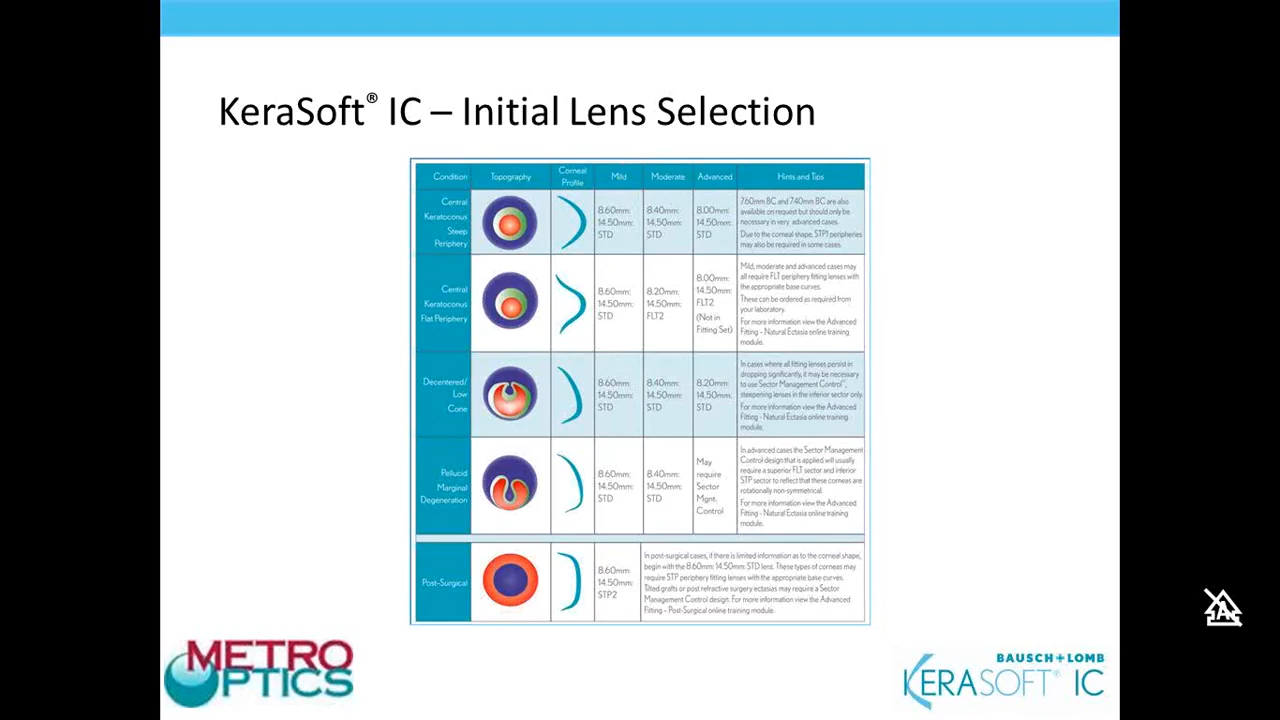 KeraSoft® IC – Initial Lens Selection
Condition Topography Corneal Profile Mild Moderate Advanced Hints and Tips
Central
Keratoconus
Steep
Periphery
8.60mm:
14.50mm:
STD
8.40mm:
14.50mm:
STD
8.00mm:
14.50mm:
STD
7.60mm BC and 7.40mm BC are also
available on request but should only be
necessary in very advanced cases.
Due to the corneal shape, STP1 peripheries
may also be required in some cases.
Central
Keratoconus
Flat Periphery
8.60mm:
14.50mm:
STD
8.20mm:
14.50mm:
FLT2
8.00mm:
14.50mm:
FLT2
(Not in
Fitting Set)
Mild, moderate and advanced cases may
all require FLT periphery fitting lenses with
the appropriate base curves.
These can be ordered as required from
your laboratory.
For more information view the Advanced
Fitting - Natural Ectasia online training
module.
Decentered/
Low
Cone
8.60mm:
14.50mm:
STD
8.40mm:
14.50mm:
STD
8.20mm:
14.50mm:
STD
In cases where all fitting lenses persist in
dropping significantly, it may be necessary
to use Sector Management Control™,
steepening lenses in the inferior sector only.
For more information view the Advanced
Fitting - Natural Ectasia online training
module.
Pellucid
Marginal
Degeneration
8.60mm:
14.50mm:
STD
8.40mm:
14.50mm:
STD
May
require
Sector
Mgnt.
Control
In advanced cases the Sector Management
Control design that is applied will usually
require a superior FLT sector and inferior
STP sector to reflect that these corneas are
rotationally non-symmetrical.
For more information view the Advanced
Fitting - Natural Ectasia online training
module.
Post-Surgical
8.60mm:
14.50mm:
STP2
In post-surgical cases, if there is limited information as to the corneal shape,
begin with the 8.60mm: 14.50mm: STD lens. These types of corneas may
require STP periphery fitting lenses with the appropriate base curves.
Tilted grafts or post refractive surgery ectasias may require a Sector
Management Control design. For more information view the Advanced
Fitting - Post-Surgical online training module.
METRO
OPTICS
BAUSCH + LOMB
KERASOFT® IC